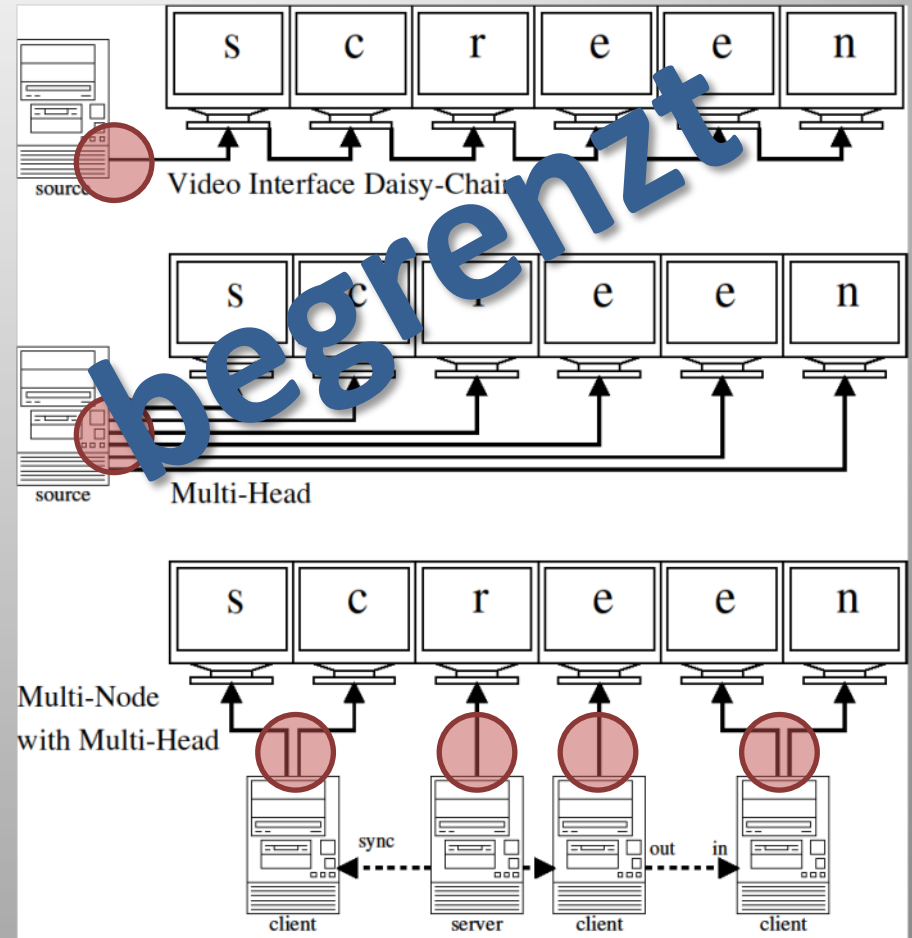 s c r e e n
source
Video Interface Daisy-Chain
begrenzt
s c r e e n
source
Multi-Head
s c r e e n
Multi-Node
with Multi-Head
sync
out in
client server client client